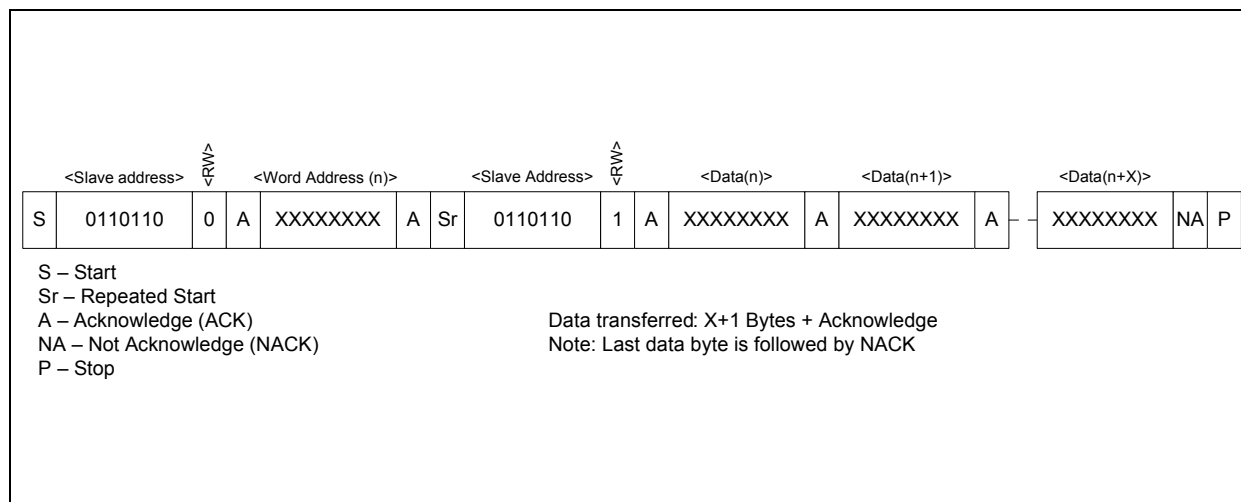 <Slave address> <RW> <Word Address (n)> <Slave Address> <RW> <Data(n)> <Data(n+1)> <Data(n+X)>
S 0110110 0 A XXXXXXXX A Sr 0110110 1 A XXXXXXXX A XXXXXXXX A XXXXXXXX NA P
S – Start
Sr – Repeated Start
A – Acknowledge (ACK)
NA – Not Acknowledge (NACK)
P – Stop
Data transferred: X+1 Bytes + Acknowledge
Note: Last data byte is followed by NACK